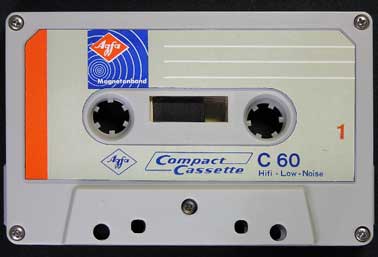 Agfa
Magnetonband
1
Agfa
Compact
Cassette
C 60
Hifi - Low - Noise